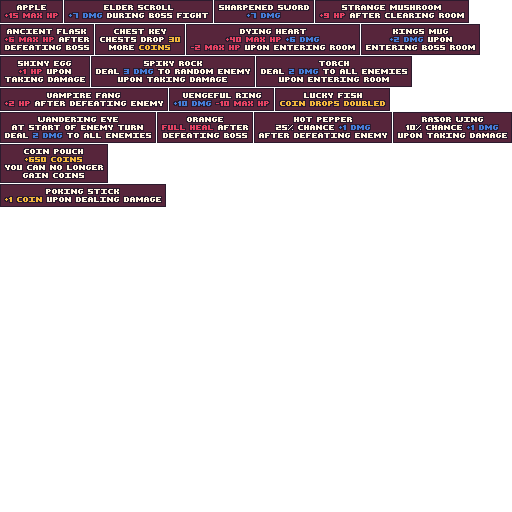 APPLE
+15 MAX HP
ELDER SCROLL
+7 DMG DURING BOSS FIGHT
SHARPENED SWORD
+7 DMG
STRANGE MUSHROOM
+9 HP AFTER CLEARING ROOM
ANCIENT FLASK
+6 MAX HP AFTER
DEFEATING BOSS
CHEST KEY
CHESTS DROP 30
MORE COINS
DYING HEART
+40 MAX HP +6 DMG
-2 MAX HP UPON ENTERING ROOM
KINGS MUG
+2 DMG UPON
ENTERING BOSS ROOM
SHINY EGG
+1 HP UPON
TAKING DAMAGE
SPIKY ROCK
DEAL 3 DMG TO RANDOM ENEMY
UPON TAKING DAMAGE
TORCH
DEAL 2 DMG TO ALL ENEMIES
UPON ENTERING ROOM
VAMPIRE FANG
+2 HP AFTER DEFEATING ENEMY
VENGEFUL RING
+10 DMG -10 MAX HP
LUCKY FISH
COIN DROPS DOUBLED
WANDERING EYE
AT START OF ENEMY TURN
DEAL 2 DMG TO ALL ENEMIES
ORANGE
FULL HEAL AFTER
DEFEATING BOSS
HOT PEPPER
25% CHANCE +1 DMG
AFTER DEFEATING ENEMY
RAZOR WING
10% CHANCE +1 DMG
UPON TAKING DAMAGE
COIN POUCH
+650 COINS
YOU CAN NO LONGER
GAIN COINS
POKING STICK
+1 COIN UPON DEALING DAMAGE